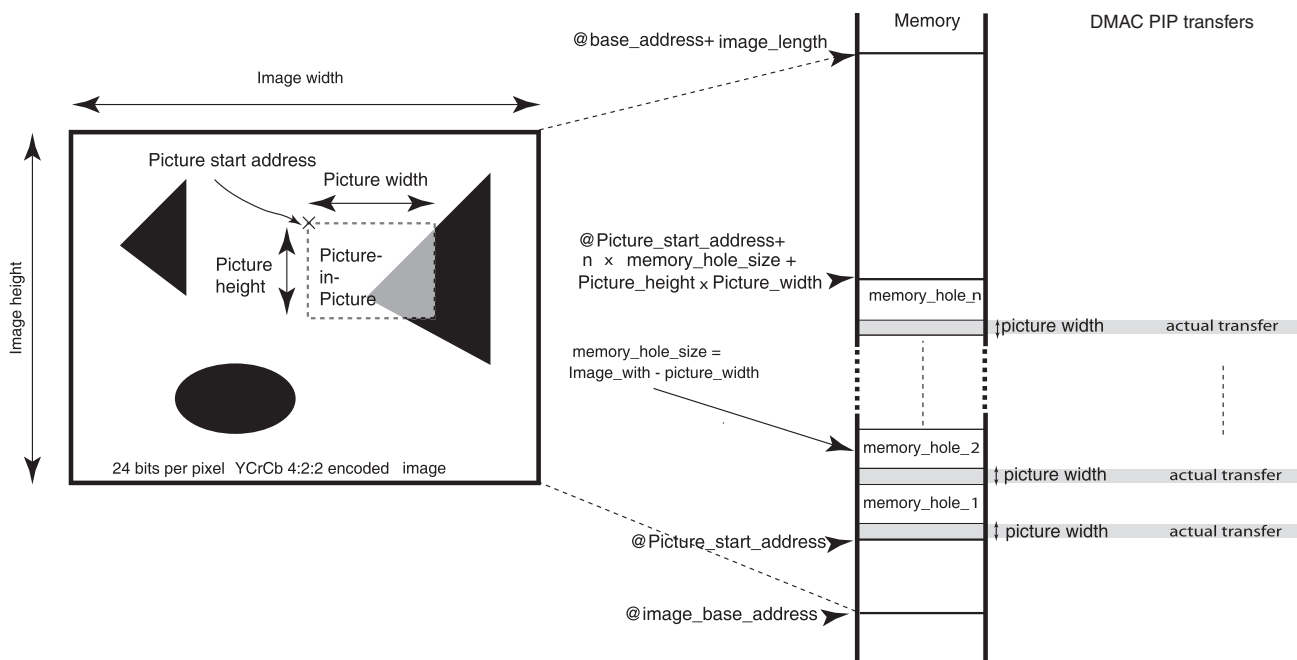 Memory
DMAC PIP transfers
@base_address+ image_length
Image width
Image height
Picture start address
Picture width
Picture
height
Picture-
in-
Picture
24 bits per pixel YCrCb 4:2:2 encoded image
@Picture_start_address+
n x memory_hole_size +
Picture_height x Picture_width
memory_hole_n
picture width
actual transfer
memory_hole_size =
Image_with - picture_width
memory_hole_2
picture width
actual transfer
memory_hole_1
picture width
actual transfer
@Picture_start_address
@image_base_address